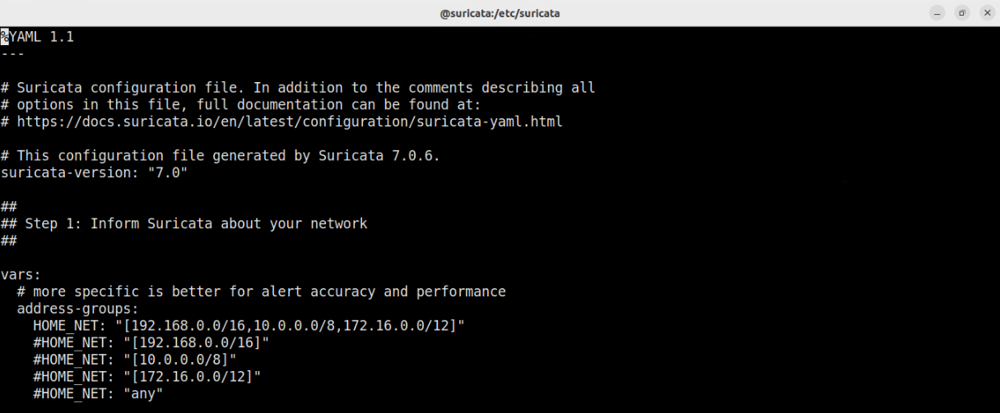 @suricata:/etc/suricata
%YAML 1.1
---
# Suricata configuration file. In addition to the comments describing all
# options in this file, full documentation can be found at:
# https://docs.suricata.io/en/latest/configuration/suricata-yaml.html
# This configuration file generated by Suricata 7.0.6.
suricata-version: "7.0"
##
## Step 1: Inform Suricata about your network
##
vars:
  # more specific is better for alert accuracy and performance
  address-groups:
    HOME_NET: "[192.168.0.0/16,10.0.0.0/8,172.16.0.0/12]"
    #HOME_NET: "[192.168.0.0/16]"
    #HOME_NET: "[10.0.0.0/8]"
    #HOME_NET: "[172.16.0.0/12]"
    #HOME_NET: "any"